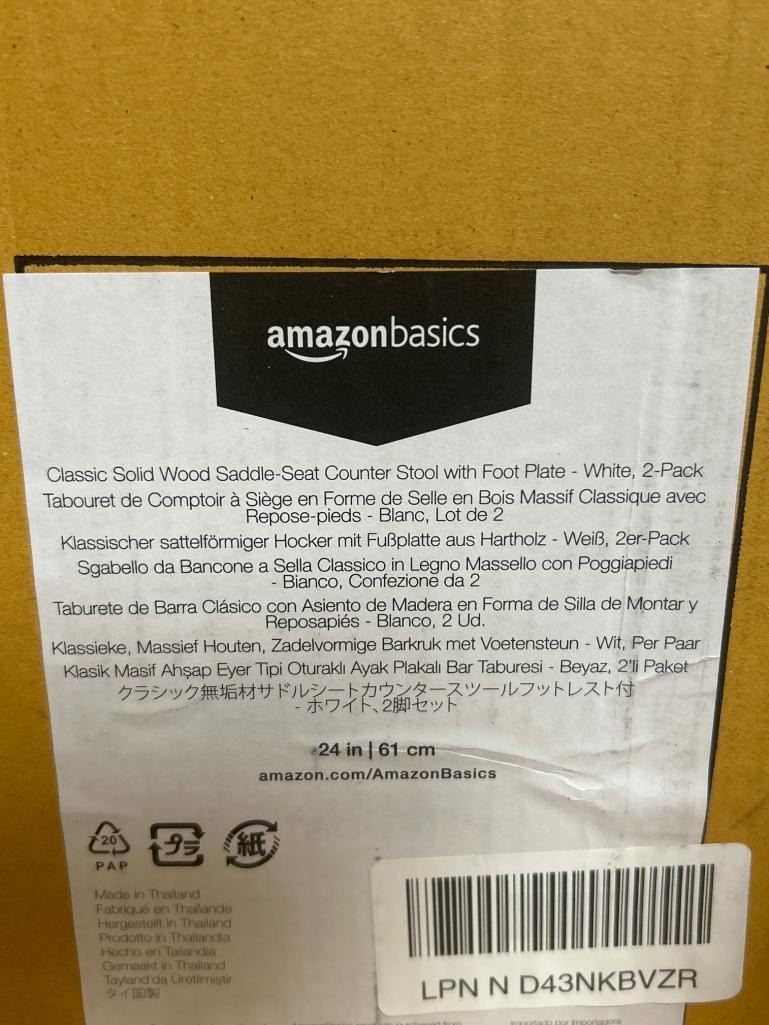 amazonbasics
Classic Solid Wood Saddle-Seat Counter Stool with Foot Plate - White, 2-Pack
Tabouret de Comptoir à Siège en Forme de Selle en Bois Massif Classique avec
Repose-pieds - Blanc, Lot de 2
Klassischer sattelförmiger Hocker mit Fußplatte aus Hartholz - Weiß, 2er-Pack
Sgabello da Bancone a Sella Classico in Legno Massello con Poggiapiedi
- Bianco, Confezione da 2
Taburete de Barra Clásico con Asiento de Madera en Forma de Silla de Montar y
Reposapiés - Blanco, 2 Ud.
Klassieke, Massief Houten, Zadelvormige Barkruk met Voetensteun - Wit, Per Paar
Klasik Masif Ahşap Eyer Tipi Oturaklı Ayak Plakalı Bar Taburesi - Beyaz, 2'li Paket
クラシック無垢材サドルシートカウンタースツールフットレスト付
- ホワイト、2脚セット
24 in | 61 cm
amazon.com/AmazonBasics
20
PAP
プラ
紙
Made in Thailand
Fabriqué en Thaïlande
Hergestellt in Thailand
Prodotto in Thailandia
Hecho en Tailandia
Gemaakt in Thailand
Tayland'da Üretilmiştir
タイ国製
LPN N D43NKBVZR
Importado por Importadora